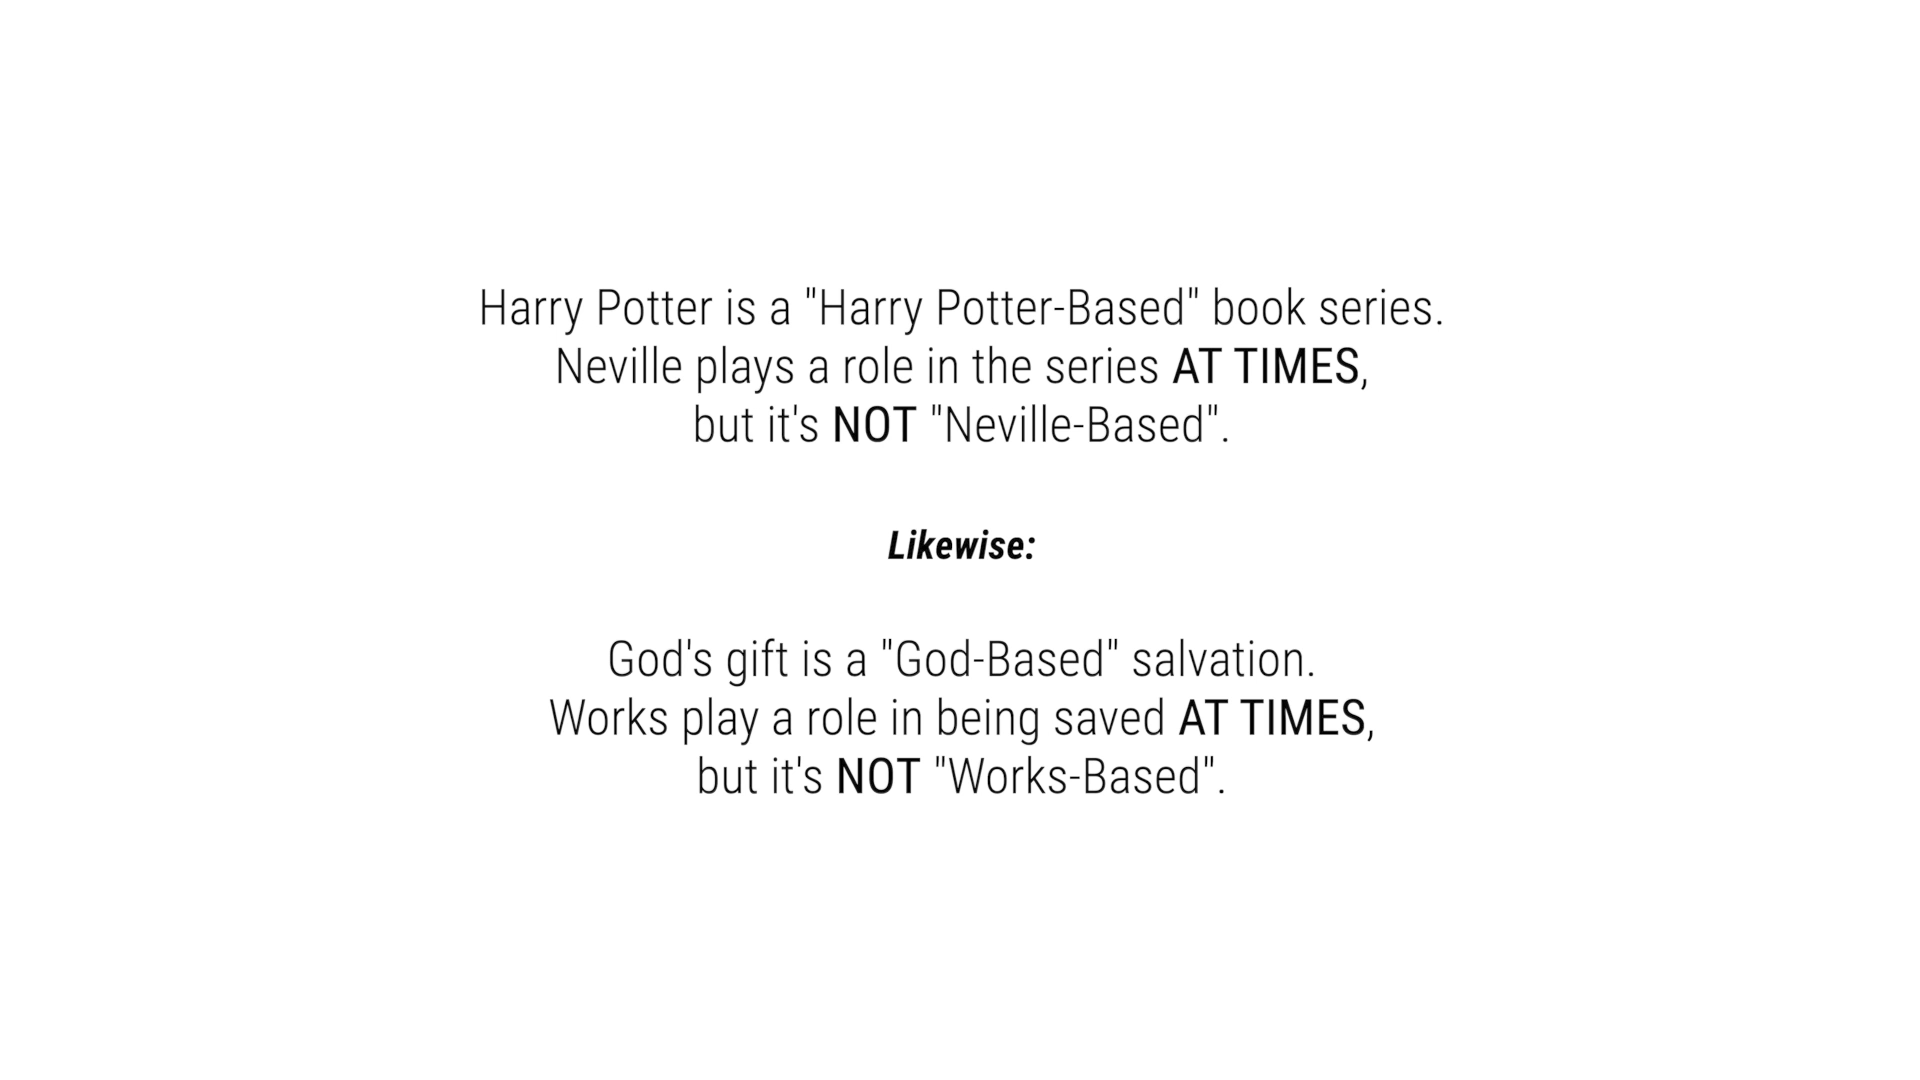 Harry Potter is a "Harry Potter-Based" book series.
Neville plays a role in the series AT TIMES,
but it's NOT "Neville-Based".
Likewise:
God's gift is a "God-Based" salvation.
Works play a role in being saved AT TIMES,
but it's NOT "Works-Based".